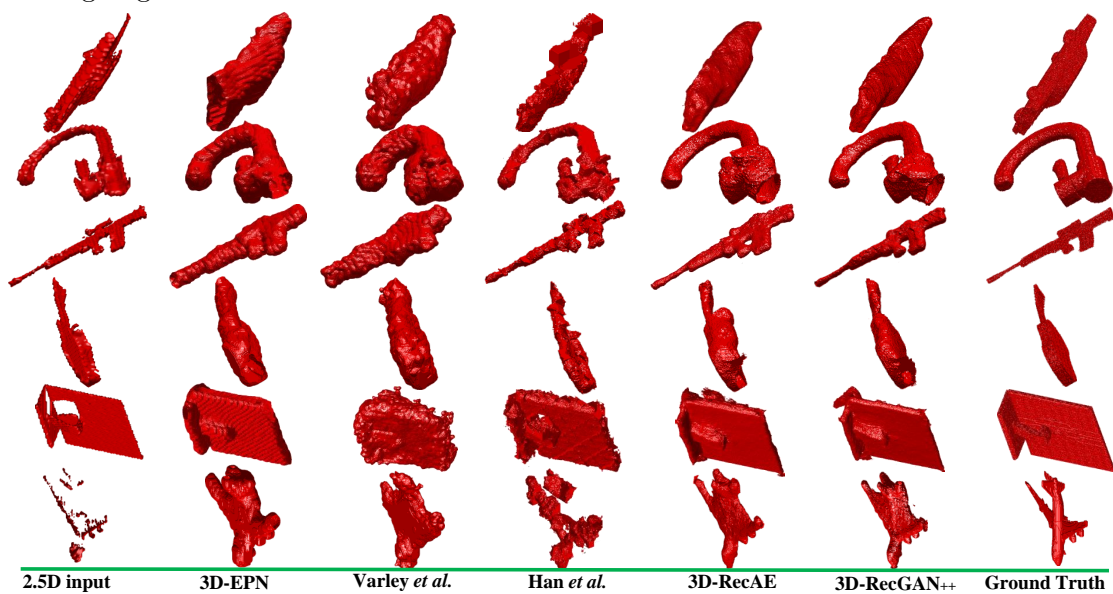 2.5D input 3D-EPN Varley et al. Han et al. 3D-RecAE 3D-RecGAN++ Ground Truth